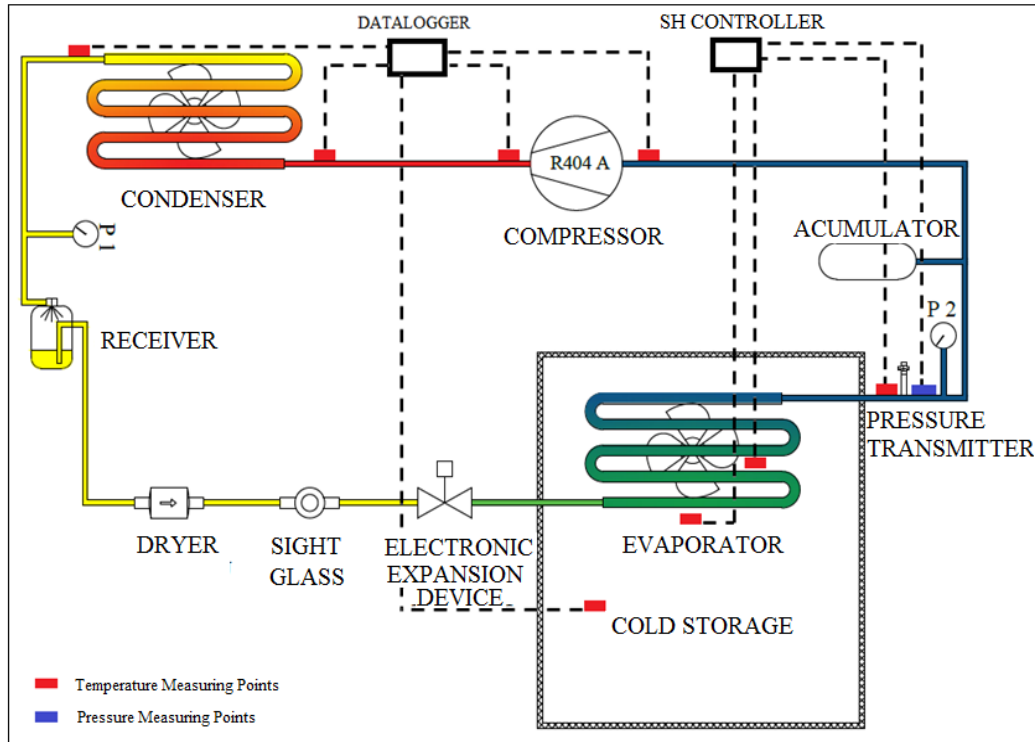 DATALOGGER
SH CONTROLLER
R404 A
CONDENSER
COMPRESSOR
ACUMULATOR
P 1
P 2
RECEIVER
PRESSURE
TRANSMITTER
DRYER
SIGHT
GLASS
ELECTRONIC
EXPANSION
DEVICE
EVAPORATOR
COLD STORAGE
Temperature Measuring Points
Pressure Measuring Points